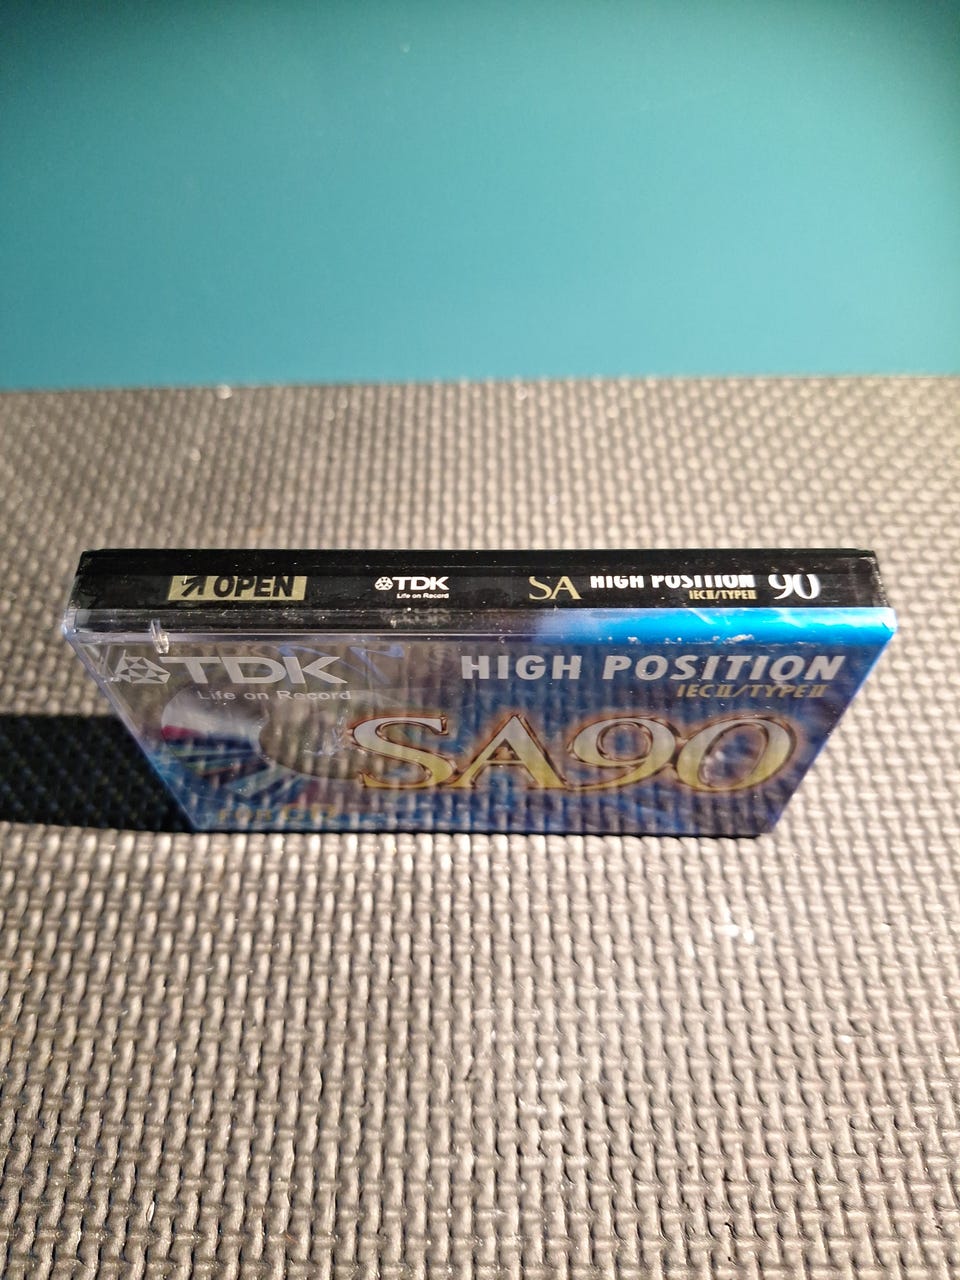 OPEN
TDK
Life on Record
SA HIGH POSITION 90
IECII/TYPEII
TDK
Life on Record
HIGH POSITION
IECII/TYPEII
SA90